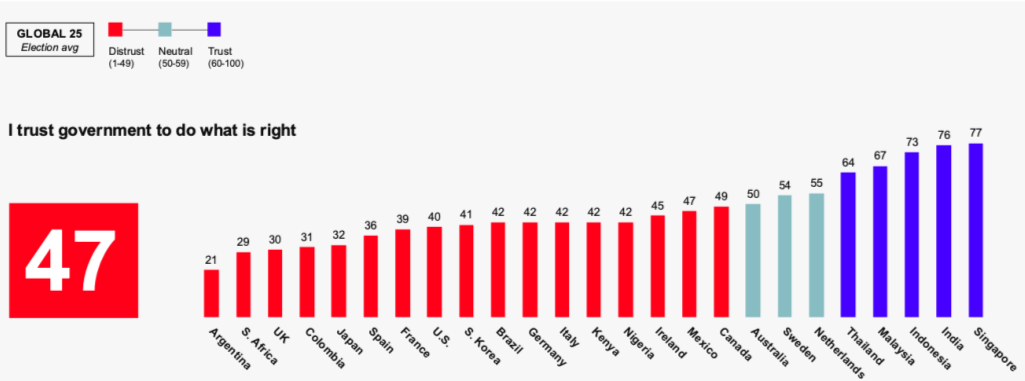 GLOBAL 25
Election avg
Distrust
(1-49)
Neutral
(50-59)
Trust
(60-100)
I trust government to do what is right
47
21
29
30
31
32
36
39
40
41
42
42
42
42
42
45
47
49
50
54
55
64
67
73
76
77
Argentina
S. Africa
UK
Colombia
Japan
Spain
France
U.S.
S. Korea
Brazil
Germany
Italy
Kenya
Nigeria
Ireland
Mexico
Canada
Australia
Sweden
Netherlands
Thailand
Malaysia
Indonesia
India
Singapore